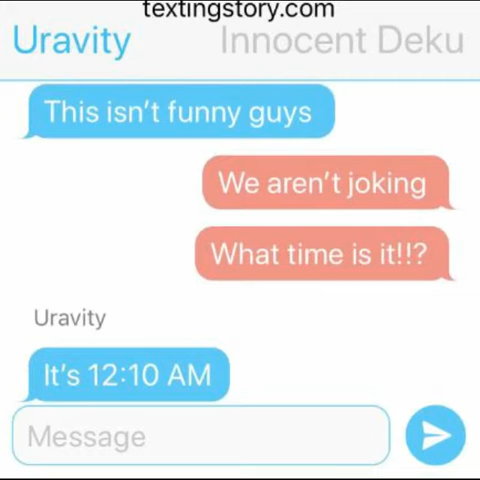 textingstory.com
Uravity Innocent Deku
This isn't funny guys
We aren't joking
What time is it!!?
Uravity
It's 12:10 AM
Message